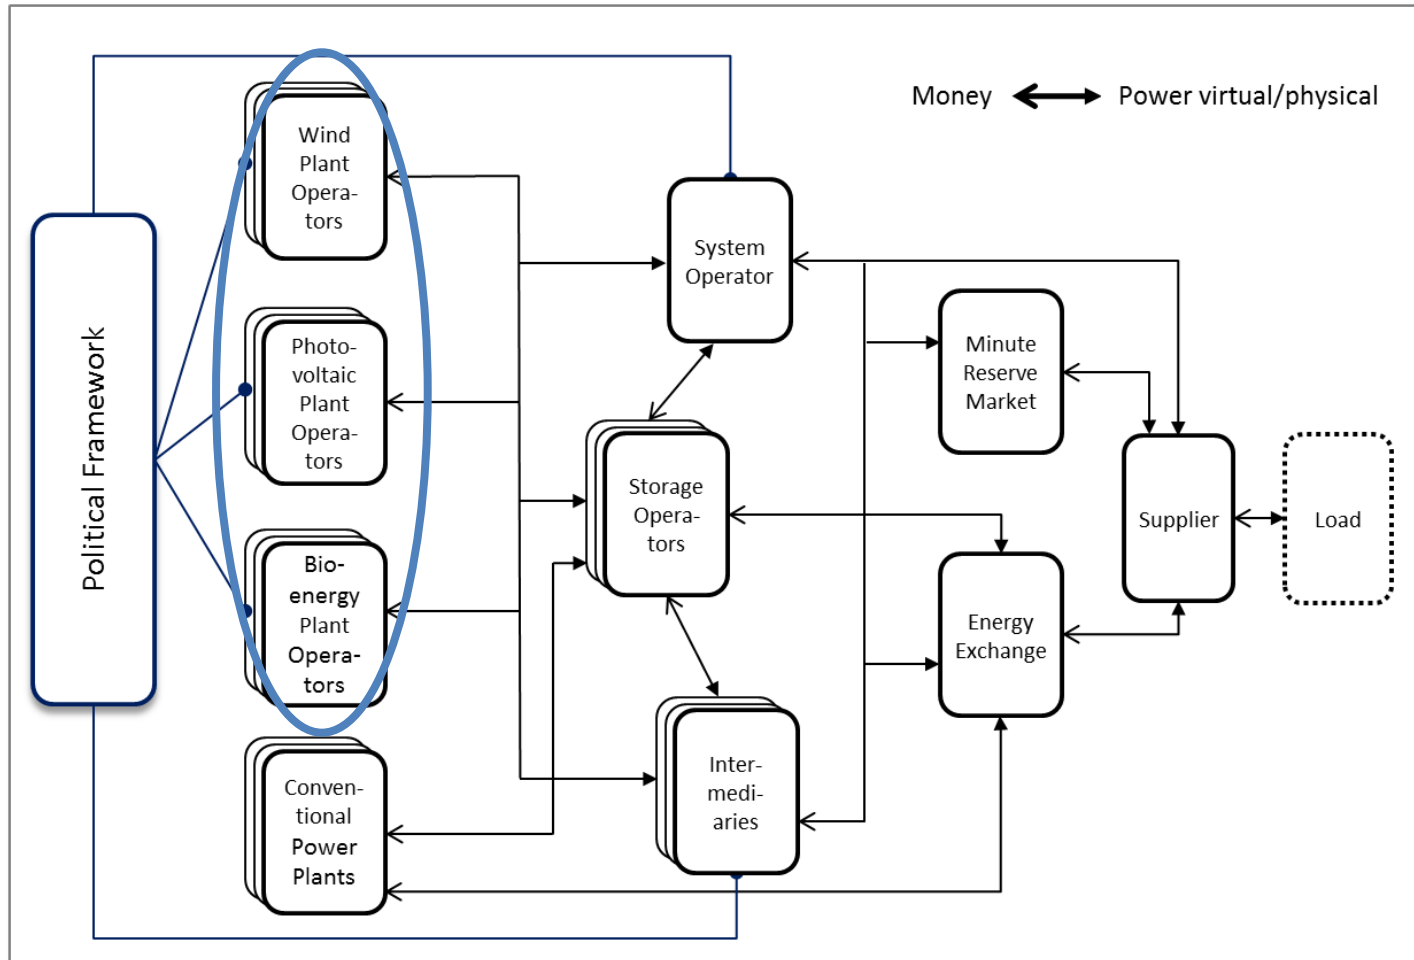 Money
Power virtual/physical
Political Framework
Wind
Plant
Opera-
tors
Photo-
voltaic
Plant
Opera-
tors
Bio-
energy
Plant
Opera-
tors
Conven-
tional
Power
Plants
System
Operator
Storage
Opera-
tors
Inter-
medi-
aries
Minute
Reserve
Market
Energy
Exchange
Supplier
Load